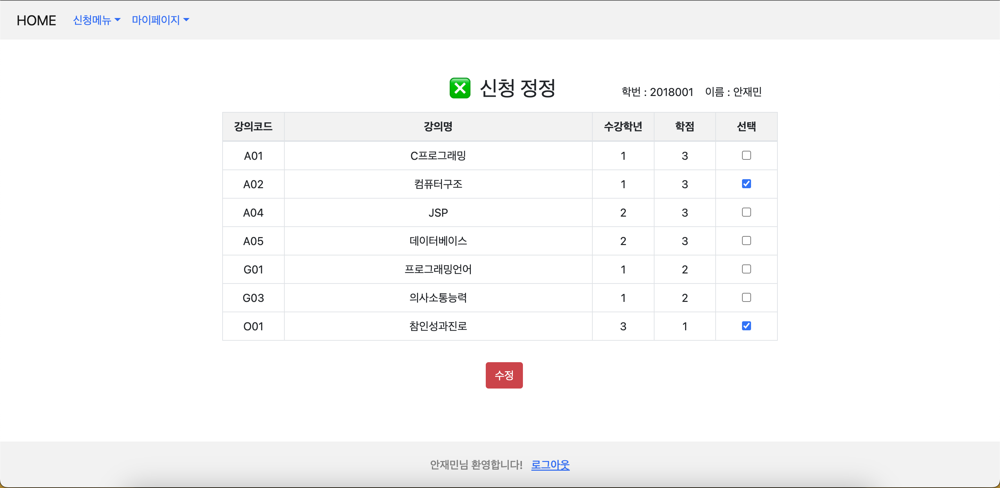 HOME 신청메뉴 마이페이지
신청 정정
학번 : 2018001 이름 : 안재민
강의코드 강의명 수강학년 학점 선택
A01 C프로그래밍 1 3
A02 컴퓨터구조 1 3
A04 JSP 2 3
A05 데이터베이스 2 3
G01 프로그래밍언어 1 2
G03 의사소통능력 1 2
O01 참인성과진로 3 1
수정
안재민님 환영합니다! 로그아웃